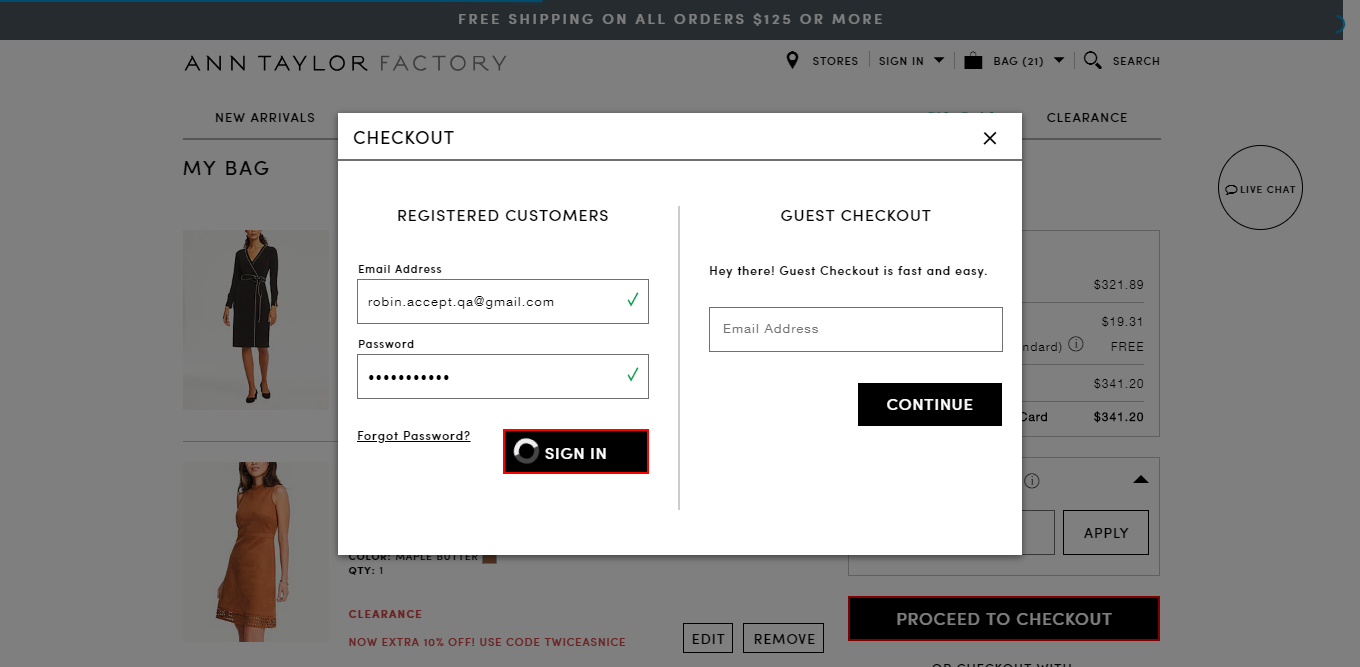 FREE SHIPPING ON ALL ORDERS $125 OR MORE
ANN TAYLOR FACTORY
STORES
SIGN IN
BAG (21)
SEARCH
NEW ARRIVALS
CLEARANCE
MY BAG
CHECKOUT
REGISTERED CUSTOMERS
Email Address
robin.accept.qa@gmail.com
Password
•••••••••••
Forgot Password?
SIGN IN
GUEST CHECKOUT
Hey there! Guest Checkout is fast and easy.
Email Address
CONTINUE
LIVE CHAT
$321.89
$19.31
FREE
$341.20
Card
$341.20
APPLY
COLOR: MAPLE BUTTER
QTY: 1
CLEARANCE
NOW EXTRA 10% OFF! USE CODE TWICEASNICE
EDIT
REMOVE
PROCEED TO CHECKOUT
OR CHECKOUT WITH